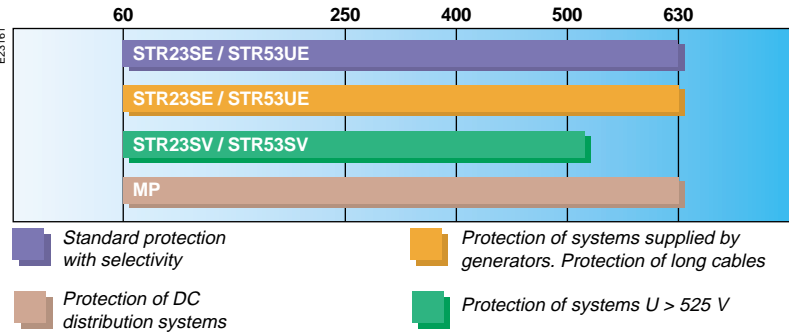 60 250 400 500 630
E23161
STR23SE / STR53UE
STR23SE / STR53UE
STR23SV / STR53SV
MP
Standard protection
with selectivity
Protection of systems supplied by
generators. Protection of long cables
Protection of DC
distribution systems
Protection of systems U > 525 V